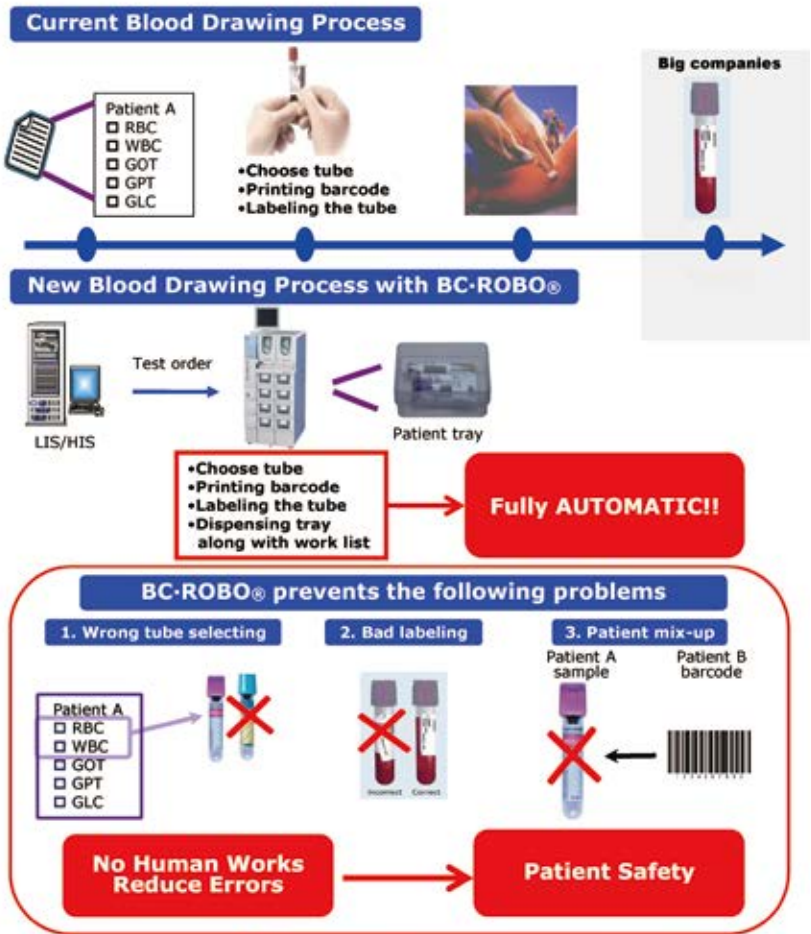 Current Blood Drawing Process
Big companies
Patient A
RBC
WBC
GOT
GPT
GLC
•Choose tube
•Printing barcode
•Labeling the tube
New Blood Drawing Process with BC·ROBO®
Test order
LIS/HIS
Patient tray
•Choose tube
•Printing barcode
•Labeling the tube
•Dispensing tray
along with work list
Fully AUTOMATIC!!
BC·ROBO® prevents the following problems
1. Wrong tube selecting
2. Bad labeling
3. Patient mix-up
Patient A
sample
Patient B
barcode
Patient A
RBC
WBC
GOT
GPT
GLC
Incorrect
Correct
No Human Works
Reduce Errors
Patient Safety